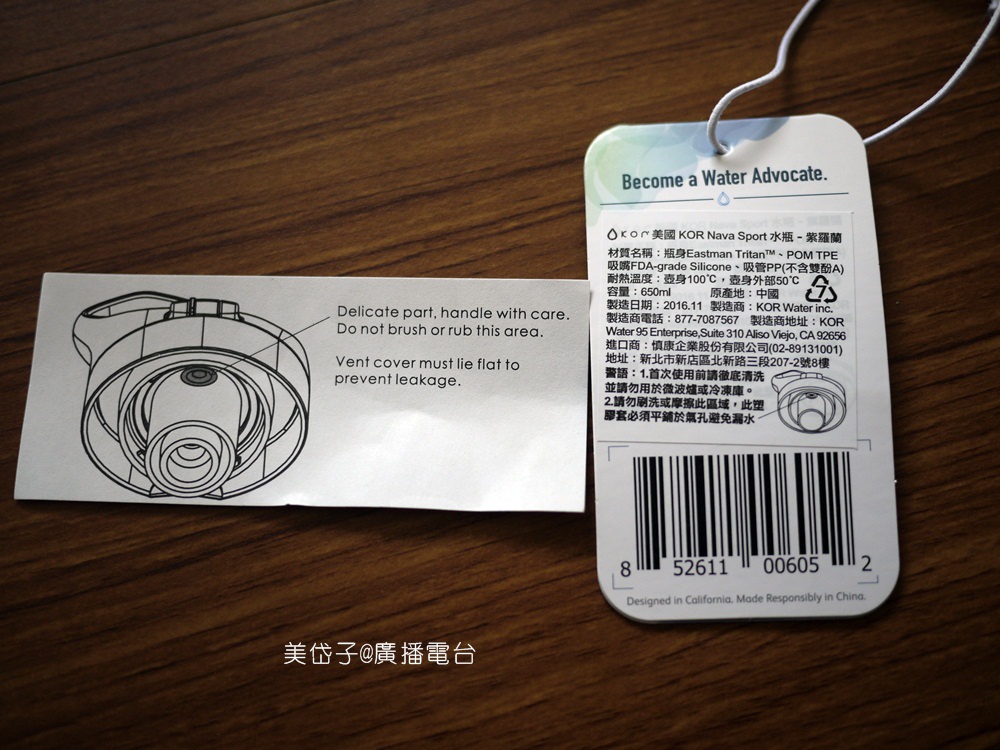 Delicate part, handle with care.
Do not brush or rub this area.
Vent cover must lie flat to
prevent leakage.
Become a Water Advocate.
kor 美國 KOR Nava Sport 水瓶 - 紫羅蘭
材質名稱：瓶身Eastman Tritan™、POM TPE
吸嘴FDA-grade Silicone、吸管PP(不含雙酚A)
耐熱溫度：壺身100℃，壺身外部50℃
容量：650ml 原產地：中國
製造日期：2016.11 製造商：KOR Water inc.
製造商電話：877-7087567 製造商地址：KOR
Water 95 Enterprise,Suite 310 Aliso Viejo, CA 92656
進口商：慎康企業股份有限公司(02-89131001)
地址：新北市新店區北新路三段207-2號8樓
警語：1.首次使用前請徹底清洗
並請勿用於微波爐或冷凍庫。
2.請勿刷洗或摩擦此區域，此塑
膠套必須平鋪於氣孔避免漏水
8 52611 00605 2
Designed in California. Made Responsibly in China.
美岱子@廣播電台